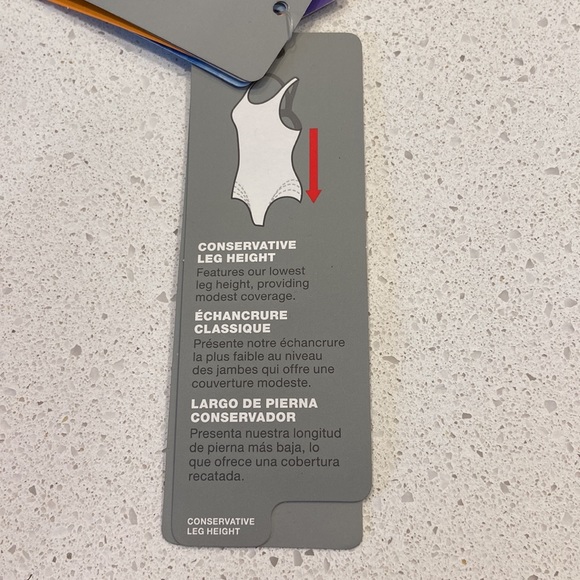 CONSERVATIVE
LEG HEIGHT
Features our lowest
leg height, providing
modest coverage.
ÉCHANCRURE
CLASSIQUE
Présente notre échancrure
la plus faible au niveau
des jambes qui offre une
couverture modeste.
LARGO DE PIERNA
CONSERVADOR
Presenta nuestra longitud
de pierna más baja, lo
que ofrece una cobertura
recatada.
CONSERVATIVE
LEG HEIGHT